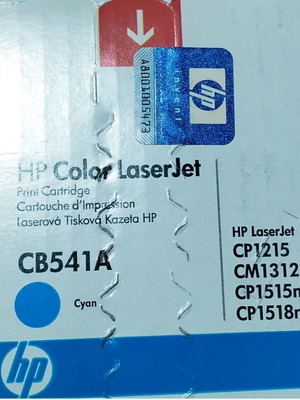 A80010D5473
invent
hp
HP Color LaserJet
Print Cartridge
Cartouche d'Impression
Laserová Tisková Kazeta HP
CB541A
Cyan
HP LaserJet
CP1215
CM1312
CP1515n
CP1518n
hp